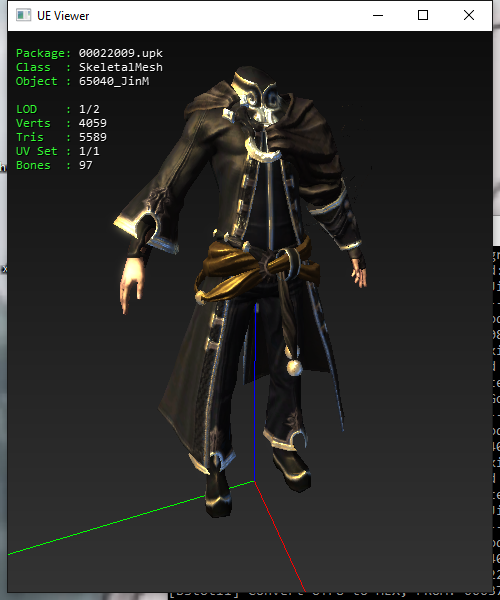 UE Viewer
Package: 00022009.upk
Class : SkeletalMesh
Object : 65040_JinM
LOD : 1/2
Verts : 4059
Tris : 5589
UV Set : 1/1
Bones : 97